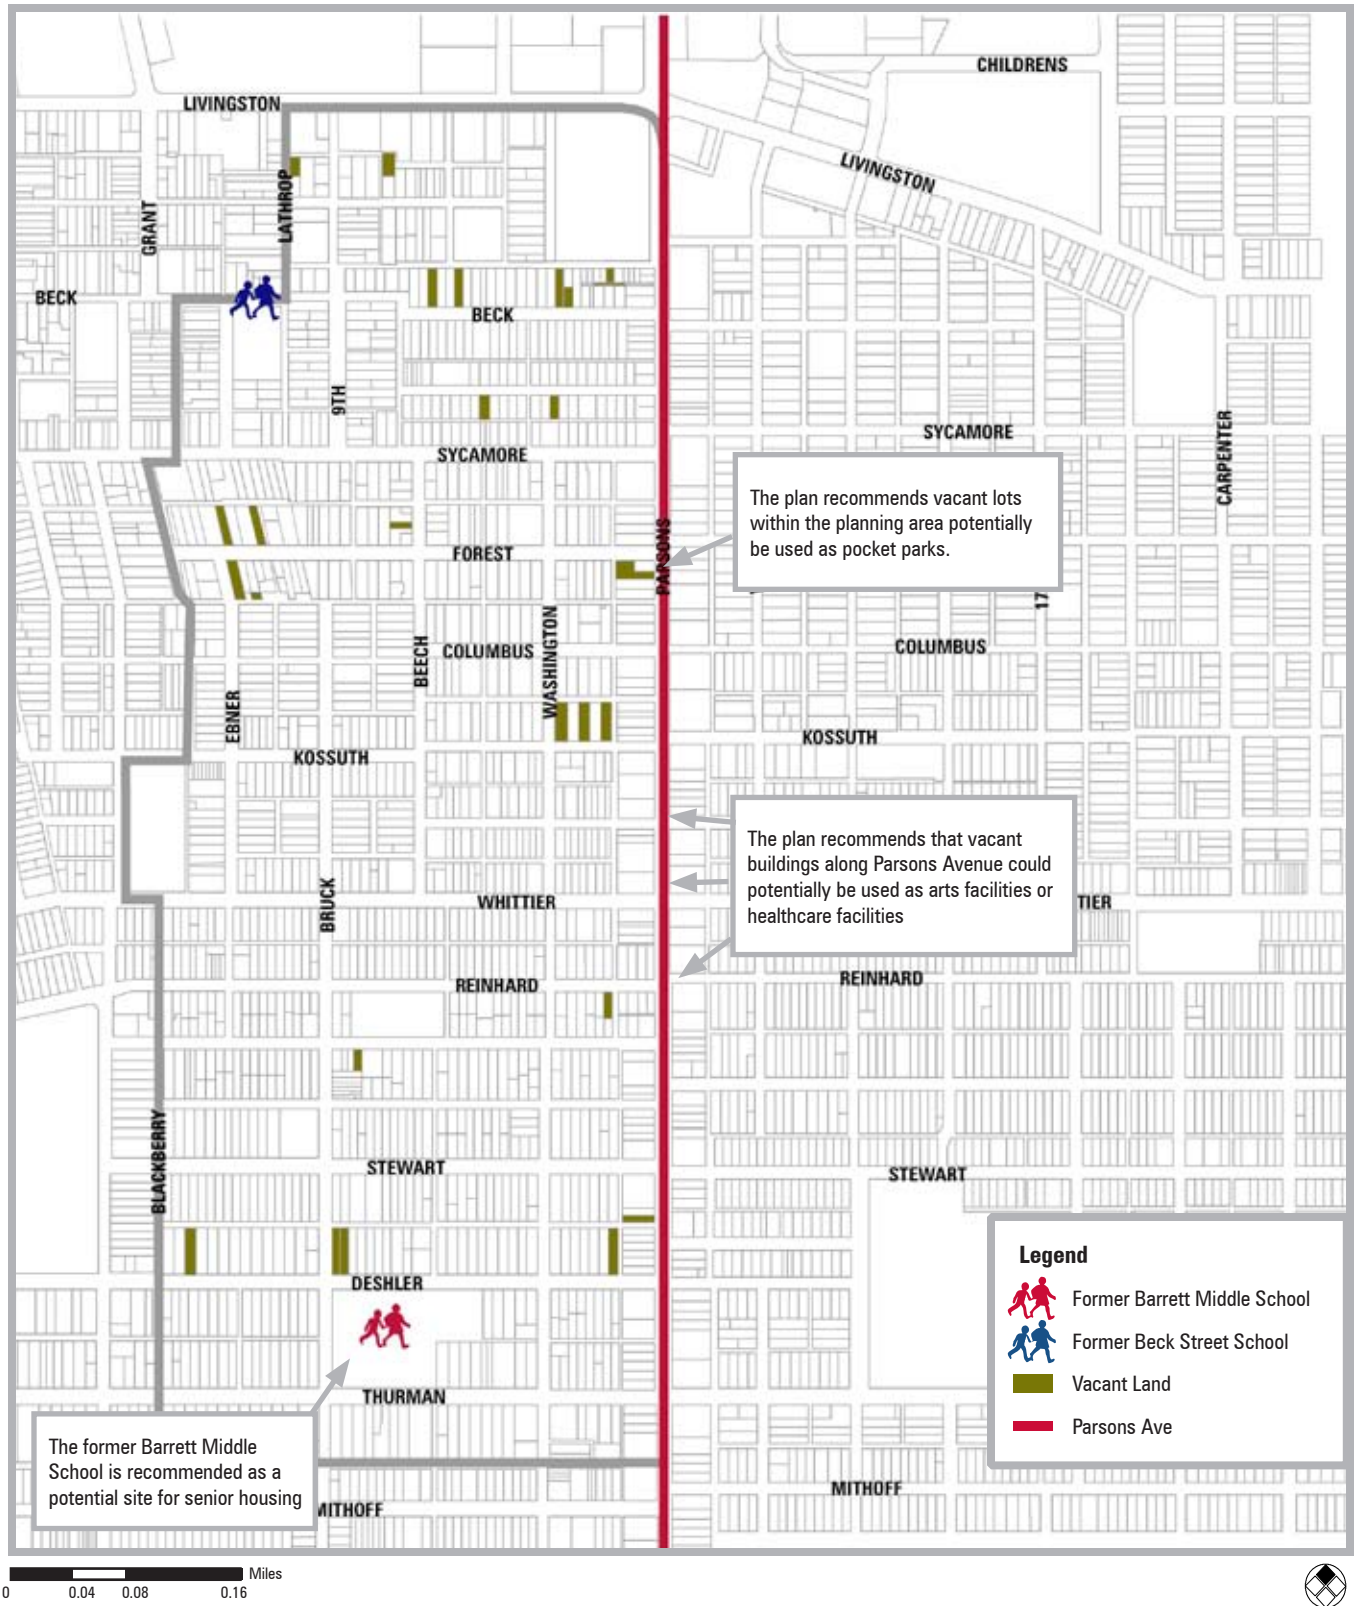 CHILDRENS
LIVINGSTON
LIVINGSTON
LATHROP
GRANT
BECK
BECK
9TH
SYCAMORE
CARPENTER
SYCAMORE
The plan recommends vacant lots
within the planning area potentially
be used as pocket parks.
PARSONS
FOREST
17
WASHINGTON
BEECH
COLUMBUS
COLUMBUS
EBNER
KOSSUTH
KOSSUTH
The plan recommends that vacant
buildings along Parsons Avenue could
potentially be used as arts facilities or
healthcare facilities
BRUCK
WHITTIER
TIER
REINHARD
REINHARD
BLACKBERRY
STEWART
STEWART
Legend
Former Barrett Middle School
Former Beck Street School
Vacant Land
Parsons Ave
DESHLER
THURMAN
The former Barrett Middle
School is recommended as a
potential site for senior housing
MITHOFF
MITHOFF
Miles
0 0.04 0.08 0.16